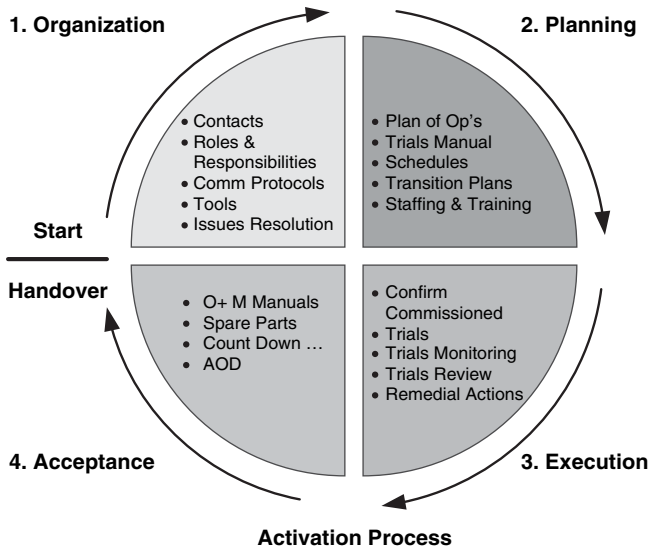 1. Organization
2. Planning
• Contacts
• Roles &
Responsibilities
• Comm Protocols
• Tools
• Issues Resolution
• Plan of Op's
• Trials Manual
• Schedules
• Transition Plans
• Staffing & Training
Start
Handover
• O+ M Manuals
• Spare Parts
• Count Down …
• AOD
• Confirm
Commissioned
• Trials
• Trials Monitoring
• Trials Review
• Remedial Actions
4. Acceptance
3. Execution
Activation Process